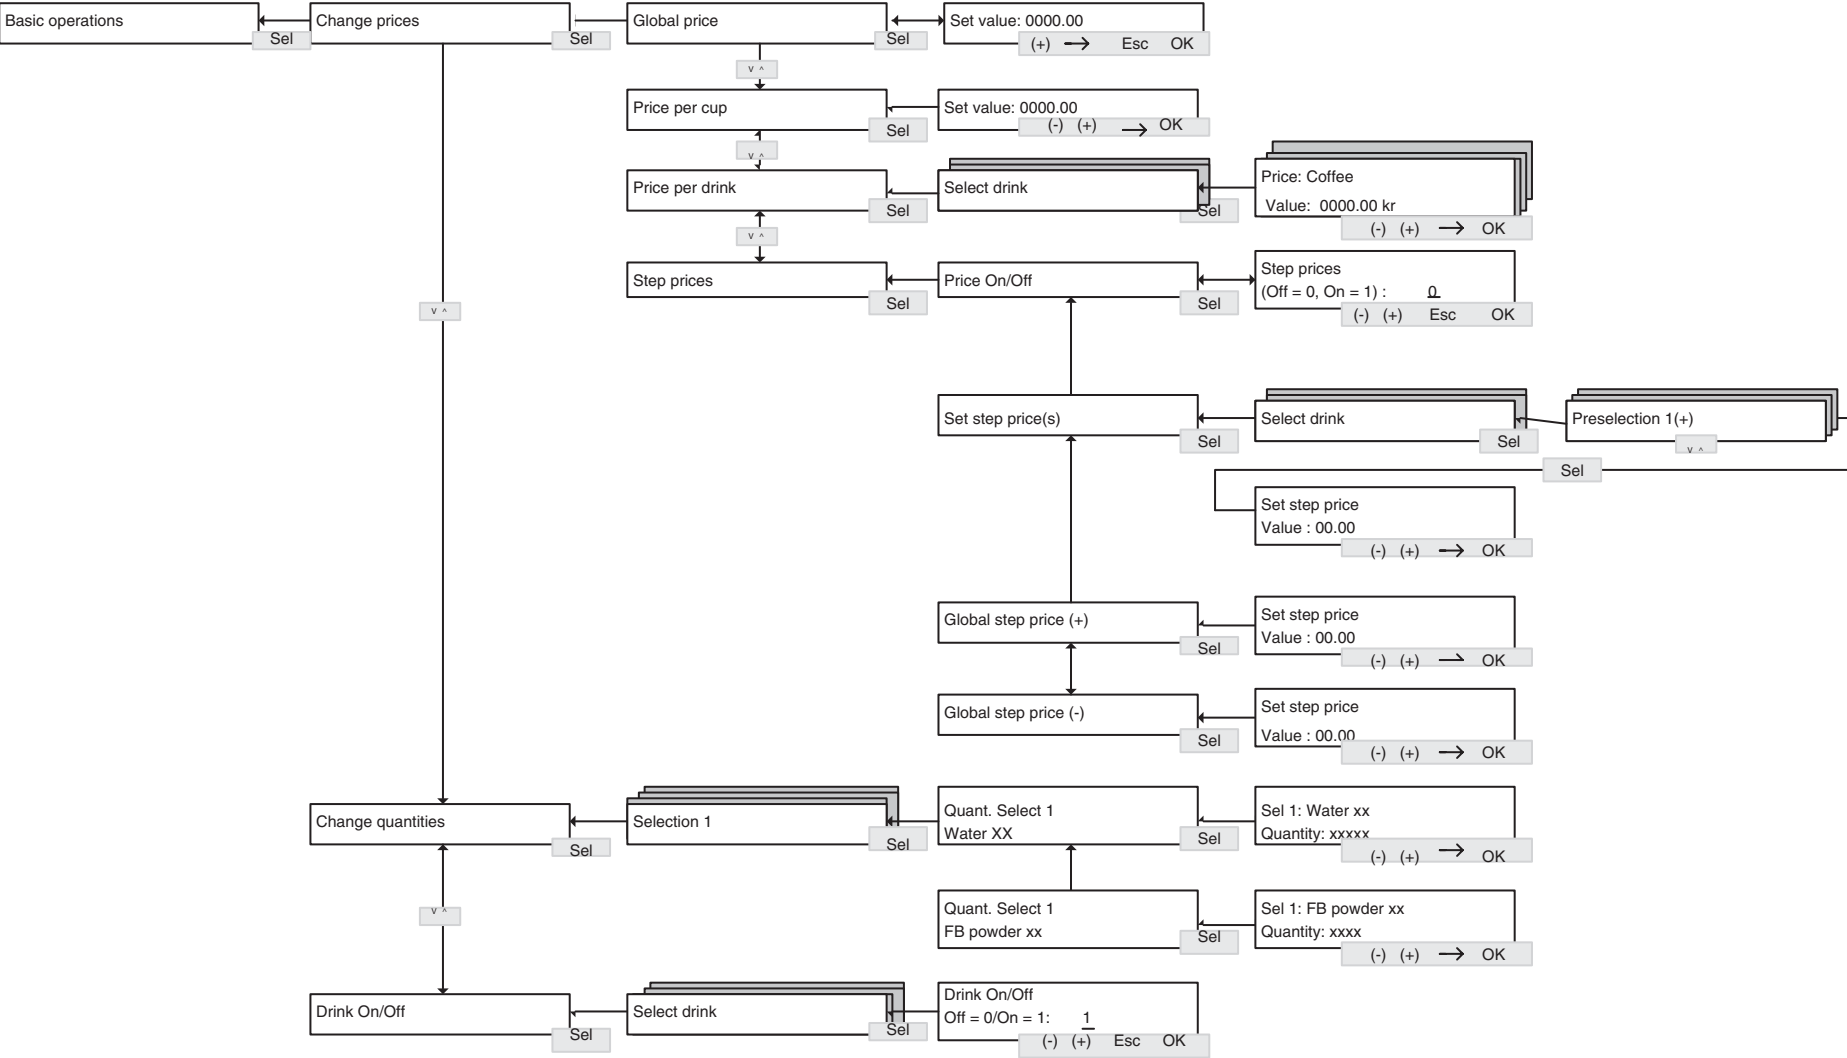 Basic operations
Sel
Change prices
Sel
Global price
Sel
Set value: 0000.00
(+) → Esc OK
v ^
Price per cup
Sel
Set value: 0000.00
(-) (+) → OK
v ^
Price per drink
Sel
Select drink
Sel
Price: Coffee
Value: 0000.00 kr
(-) (+) → OK
v ^
Step prices
Sel
Price On/Off
Sel
Step prices
(Off = 0, On = 1) : 0
(-) (+) Esc OK
v ^
Set step price(s)
Sel
Select drink
Sel
Preselection 1(+)
v ^
Sel
Set step price
Value : 00.00
(-) (+) → OK
Global step price (+)
Sel
Set step price
Value : 00.00
(-) (+) → OK
Global step price (-)
Sel
Set step price
Value : 00.00
(-) (+) → OK
Change quantities
Sel
Selection 1
Sel
Quant. Select 1
Water XX
Sel
Sel 1: Water xx
Quantity: xxxxx
(-) (+) → OK
Quant. Select 1
FB powder xx
Sel
Sel 1: FB powder xx
Quantity: xxxx
(-) (+) → OK
v ^
Drink On/Off
Sel
Select drink
Sel
Drink On/Off
Off = 0/On = 1: 1
(-) (+) Esc OK